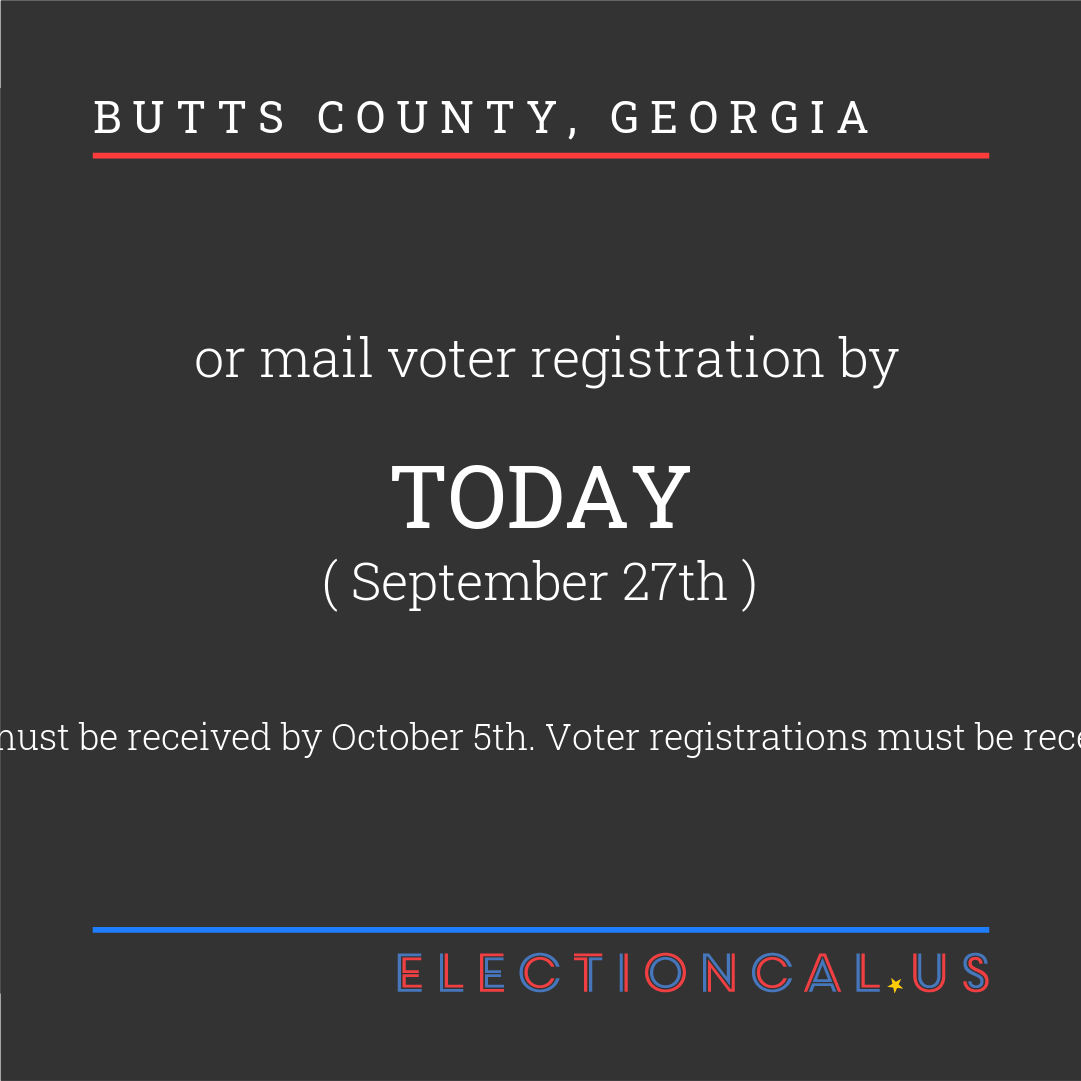 BUTTS COUNTY, GEORGIA
or mail voter registration by
TODAY
( September 27th )
must be received by October 5th. Voter registrations must be rece
ELECTIONCAL.US